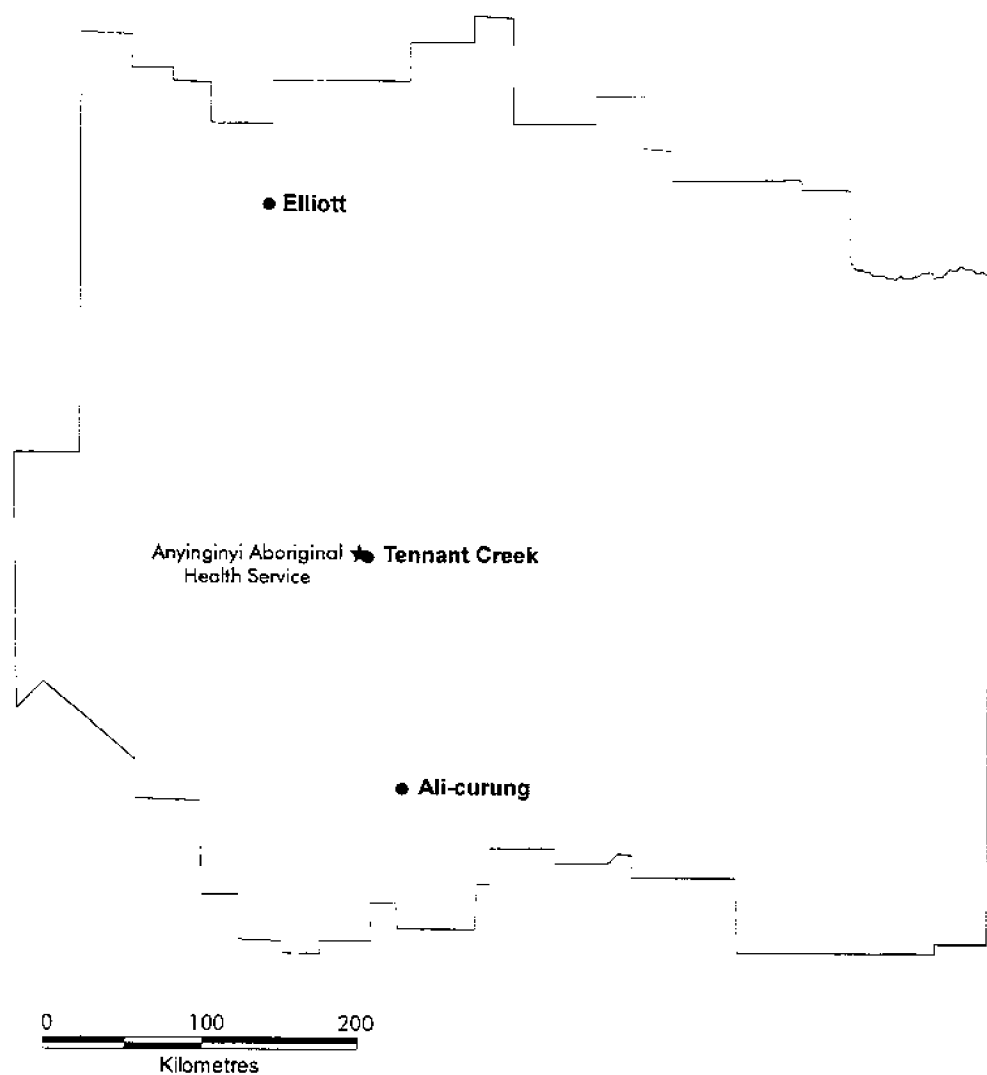 Elliott
Anyinginyi Aboriginal
Health Service
Tennant Creek
Ali-curung
0 100 200
Kilometres